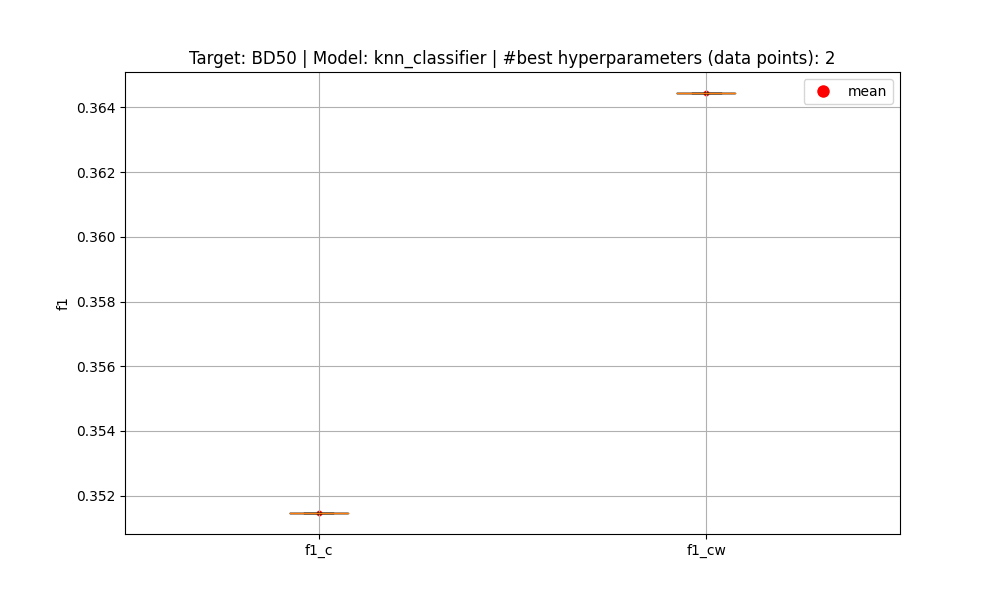 Target: BD50 | Model: knn_classifier | #best hyperparameters (data points): 2
mean
0.364
0.362
0.360
0.358
0.356
0.354
0.352
f1
f1_c
f1_cw